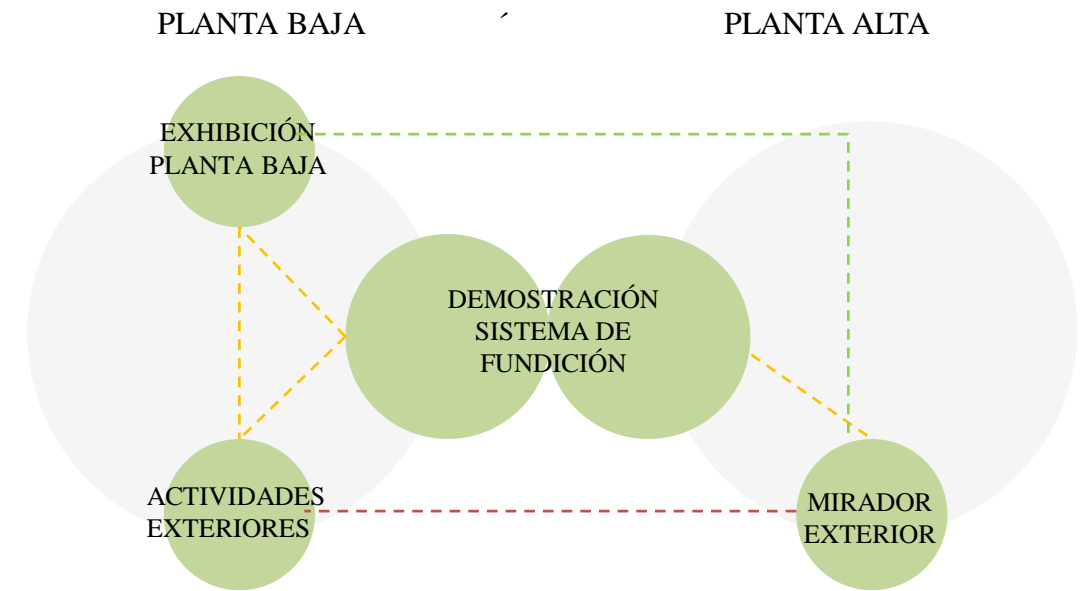 PLANTA BAJA ´ PLANTA ALTA
EXHIBICIÓN
PLANTA BAJA
DEMOSTRACIÓN
SISTEMA DE
FUNDICIÓN
ACTIVIDADES
EXTERIORES
MIRADOR
EXTERIOR